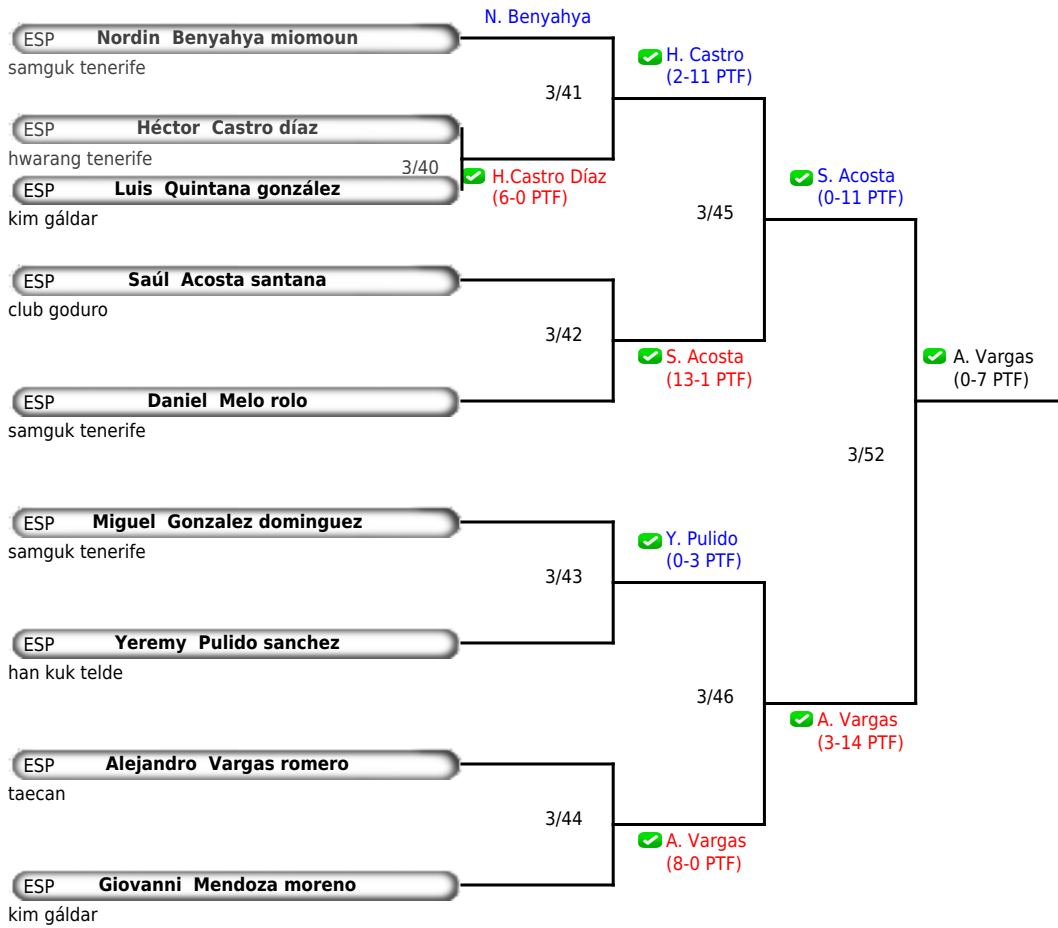 N. Benyahya
ESP Nordin Benyahya miomoun
samguk tenerife
H. Castro
(2-11 PTF)
3/41
ESP Héctor Castro díaz
hwarang tenerife
3/40
H.Castro Díaz
(6-0 PTF)
ESP Luis Quintana gonzález
kim gáldar
S. Acosta
(0-11 PTF)
3/45
ESP Saúl Acosta santana
club goduro
3/42
S. Acosta
(13-1 PTF)
A. Vargas
(0-7 PTF)
ESP Daniel Melo rolo
samguk tenerife
3/52
ESP Miguel Gonzalez dominguez
samguk tenerife
Y. Pulido
(0-3 PTF)
3/43
ESP Yeremy Pulido sanchez
han kuk telde
3/46
A. Vargas
(3-14 PTF)
ESP Alejandro Vargas romero
taecan
3/44
A. Vargas
(8-0 PTF)
ESP Giovanni Mendoza moreno
kim gáldar